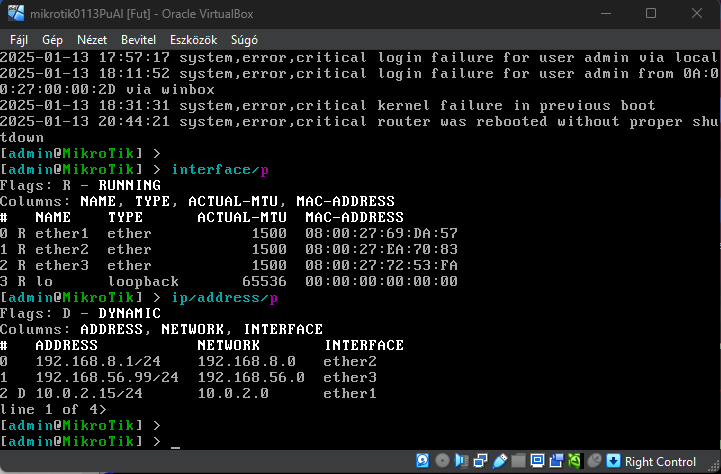 mikrotik0113PuAl [Fut] - Oracle VirtualBox
Fájl Gép Nézet Bevitel Eszközök Súgó
2025-01-13 17:57:17 system,error,critical login failure for user admin via local
2025-01-13 18:11:52 system,error,critical login failure for user admin from 0A:0
0:27:00:00:2D via winbox
2025-01-13 18:31:31 system,error,critical kernel failure in previous boot
2025-01-13 20:44:21 system,error,critical router was rebooted without proper shu
tdown
[admin@MikroTik] >
[admin@MikroTik] > interface/p
Flags: R - RUNNING
Columns: NAME, TYPE, ACTUAL-MTU, MAC-ADDRESS
#   NAME    TYPE       ACTUAL-MTU  MAC-ADDRESS
0 R ether1  ether            1500  08:00:27:69:DA:57
1 R ether2  ether            1500  08:00:27:EA:70:83
2 R ether3  ether            1500  08:00:27:72:53:FA
3 R lo      loopback        65536  00:00:00:00:00:00
[admin@MikroTik] > ip/address/p
Flags: D - DYNAMIC
Columns: ADDRESS, NETWORK, INTERFACE
#   ADDRESS           NETWORK       INTERFACE
0   192.168.8.1/24    192.168.8.0   ether2
1   192.168.56.99/24  192.168.56.0  ether3
2 D 10.0.2.15/24      10.0.2.0      ether1
line 1 of 4>
[admin@MikroTik] >
[admin@MikroTik] > _
Right Control